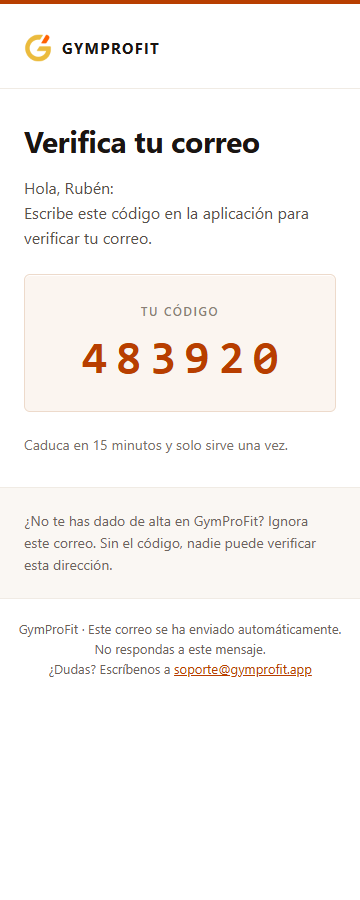 GYMPROFIT
Verifica tu correo
Hola, Rubén:
Escribe este código en la aplicación para
verificar tu correo.
TU CÓDIGO
483920
Caduca en 15 minutos y solo sirve una vez.
¿No te has dado de alta en GymProFit? Ignora
este correo. Sin el código, nadie puede verificar
esta dirección.
GymProFit · Este correo se ha enviado automáticamente.
No respondas a este mensaje.
¿Dudas? Escríbenos a soporte@gymprofit.app